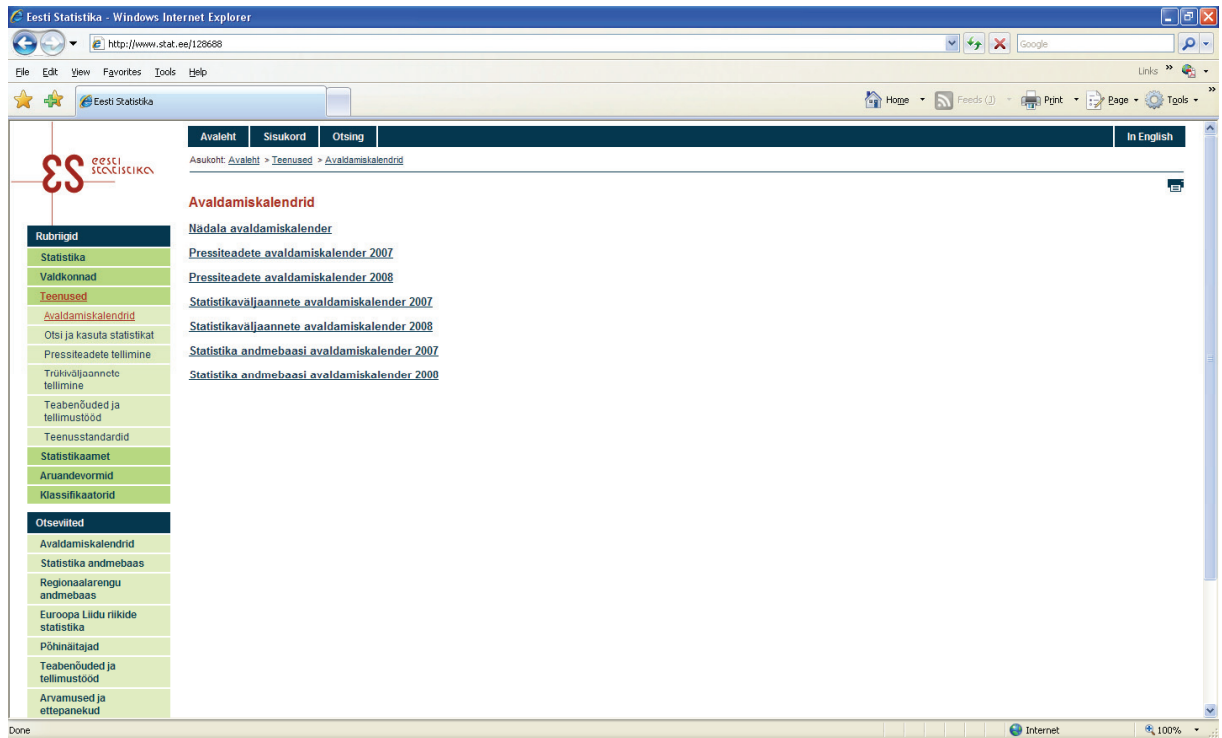 Eesti Statistika - Windows Internet Explorer
http://www.stat.ee/128688
Google
File Edit View Favorites Tools Help
Links »
Eesti Statistika
Home Feeds (J) Print Page Tools »
Avaleht Sisukord Otsing In English
eesti
statistika
Asukoht: Avaleht > Teenused > Avaldamiskalendrid
Avaldamiskalendrid
Nädala avaldamiskalender
Pressiteadete avaldamiskalender 2007
Pressiteadete avaldamiskalender 2008
Statistikaväljaannete avaldamiskalender 2007
Statistikaväljaannete avaldamiskalender 2008
Statistika andmebaasi avaldamiskalender 2007
Statistika andmebaasi avaldamiskalender 2008
Rubriigid
Statistika
Valdkonnad
Teenused
Avaldamiskalendrid
Otsi ja kasuta statistikat
Pressiteadete tellimine
Trükiväljaannete
tellimine
Teabenõuded ja
tellimustööd
Teenusstandardid
Statistikaamet
Aruandevormid
Klassifikaatorid
Otseviited
Avaldamiskalendrid
Statistika andmebaas
Regionaalarengu
andmebaas
Euroopa Liidu riikide
statistika
Põhinäitajad
Teabenõuded ja
tellimustööd
Arvamused ja
ettepanekud
Done Internet 100%